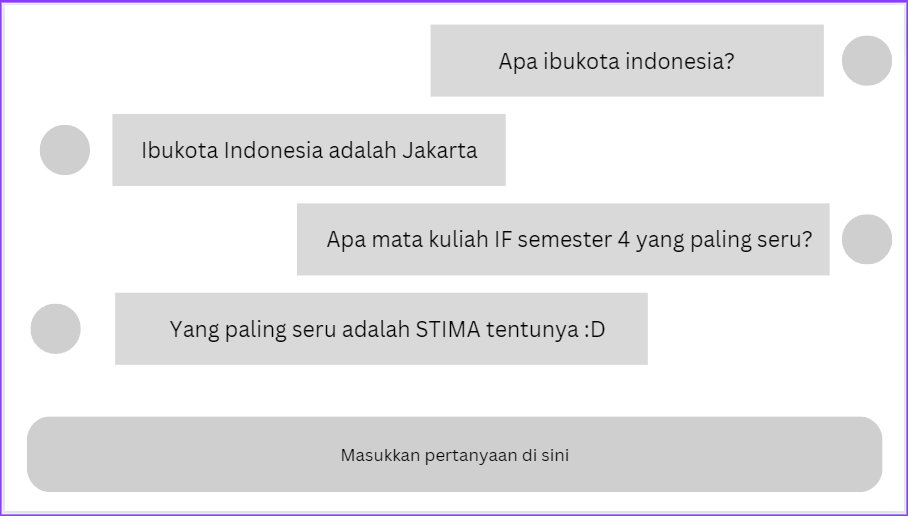 Apa ibukota indonesia?
Ibukota Indonesia adalah Jakarta
Apa mata kuliah IF semester 4 yang paling seru?
Yang paling seru adalah STIMA tentunya :D
Masukkan pertanyaan di sini